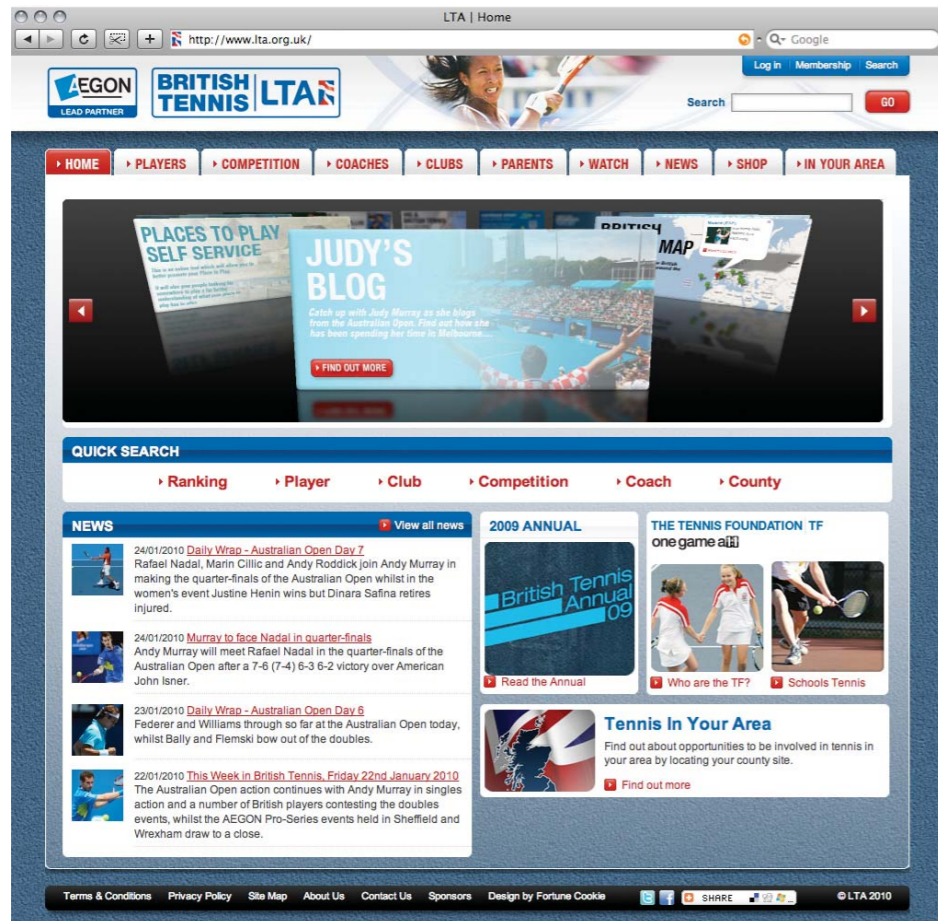 LTA | Home
http://www.lta.org.uk/
Google
AEGON
LEAD PARTNER
BRITISH
TENNIS
LTA
Log in Membership Search
Search
GO
HOME PLAYERS COMPETITION COACHES CLUBS PARENTS WATCH NEWS SHOP IN YOUR AREA
PLACES TO PLAY
SELF SERVICE
JUDY'S
BLOG
Catch up with Judy Murray as she blogs
from the Australian Open. Find out how she
has been spending her time in Melbourne...
FIND OUT MORE
BRITISH
MAP
QUICK SEARCH
Ranking Player Club Competition Coach County
NEWS
View all news
24/01/2010 Daily Wrap - Australian Open Day 7
Rafael Nadal, Marin Cillic and Andy Roddick join Andy Murray in
making the quarter-finals of the Australian Open whilst in the
women's event Justine Henin wins but Dinara Safina retires
injured.
24/01/2010 Murray to face Nadal in quarter-finals
Andy Murray will meet Rafael Nadal in the quarter-finals of the
Australian Open after a 7-6 (7-4) 6-3 6-2 victory over American
John Isner.
23/01/2010 Daily Wrap - Australian Open Day 6
Federer and Williams through so far at the Australian Open today,
whilst Bally and Flemski bow out of the doubles.
22/01/2010 This Week in British Tennis, Friday 22nd January 2010
The Australian Open action continues with Andy Murray in singles
action and a number of British players contesting the doubles
events, whilst the AEGON Pro-Series events held in Sheffield and
Wrexham draw to a close.
2009 ANNUAL
British Tennis
Annual
09
Read the Annual
THE TENNIS FOUNDATION TF
one game
Who are the TF?
Schools Tennis
Tennis In Your Area
Find out about opportunities to be involved in tennis in
your area by locating your county site.
Find out more
Terms & Conditions Privacy Policy Site Map About Us Contact Us Sponsors Design by Fortune Cookie
SHARE
© LTA 2010